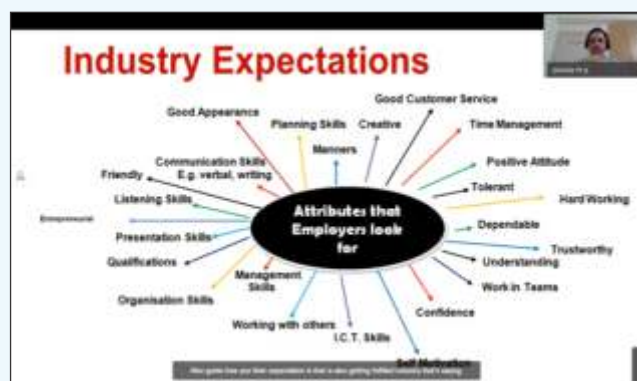 Industry Expectations
Good Customer Service
Good Appearance
Planning Skills
Creative
Time Management
Manners
Communication Skills
E.g. verbal, writing
Positive Attitude
Friendly
Tolerant
Listening Skills
Hard Working
Attributes that
Employers look
for
Entrepreneurial
Dependable
Presentation Skills
Trustworthy
Qualifications
Understanding
Management
Skills
Work in Teams
Organisation Skills
Confidence
Working with others
I.C.T. Skills
Self Motivation